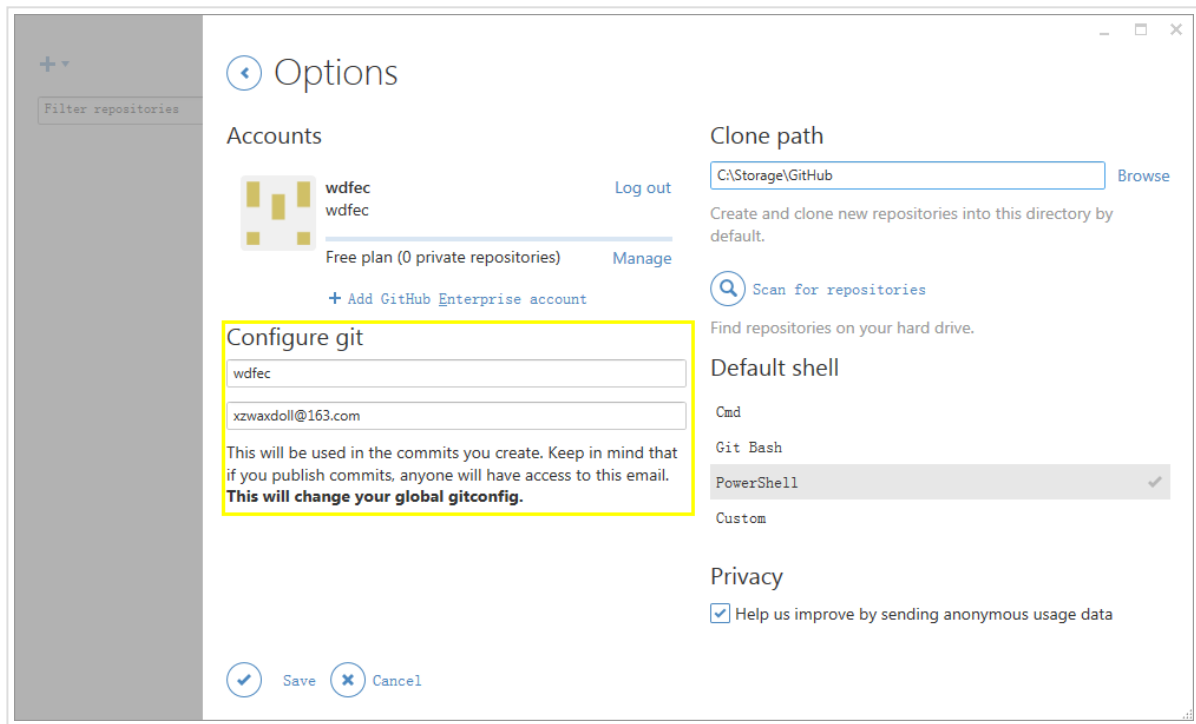 Filter repositories
Options
Accounts
wdfec
Log out
wdfec
Free plan (0 private repositories)
Manage
+ Add GitHub Enterprise account
Configure git
wdfec
xzwaxdoll@163.com
This will be used in the commits you create. Keep in mind that
if you publish commits, anyone will have access to this email.
This will change your global gitconfig.
Clone path
C:\Storage\GitHub
Browse
Create and clone new repositories into this directory by
default.
Scan for repositories
Find repositories on your hard drive.
Default shell
Cmd
Git Bash
PowerShell
Custom
Privacy
Help us improve by sending anonymous usage data
Save
Cancel